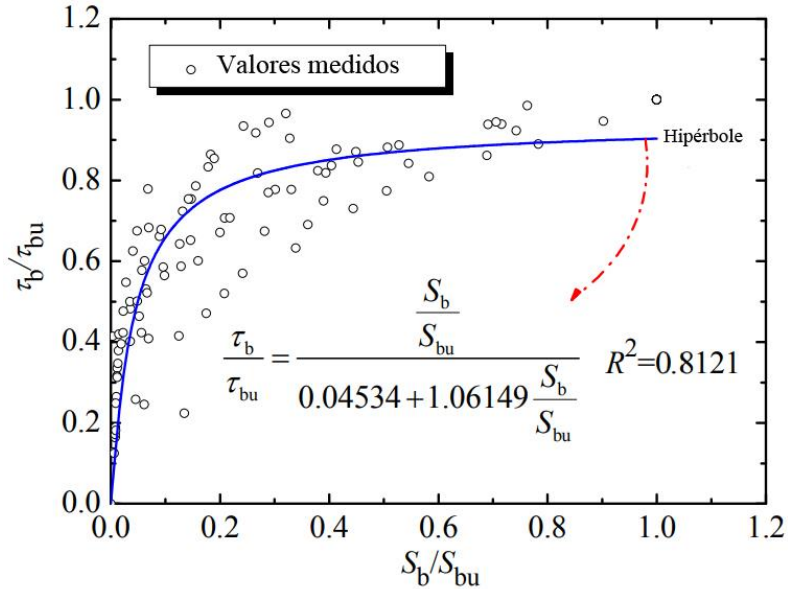 1.2
Valores medidos
1.0
Hipérbole
0.8
τb/τbu
0.6
0.4
τb/τbu = (Sb/Sbu)/(0.04534+1.06149 Sb/Sbu) R²=0.8121
0.2
0.0
0.0 0.2 0.4 0.6 0.8 1.0 1.2
Sb/Sbu